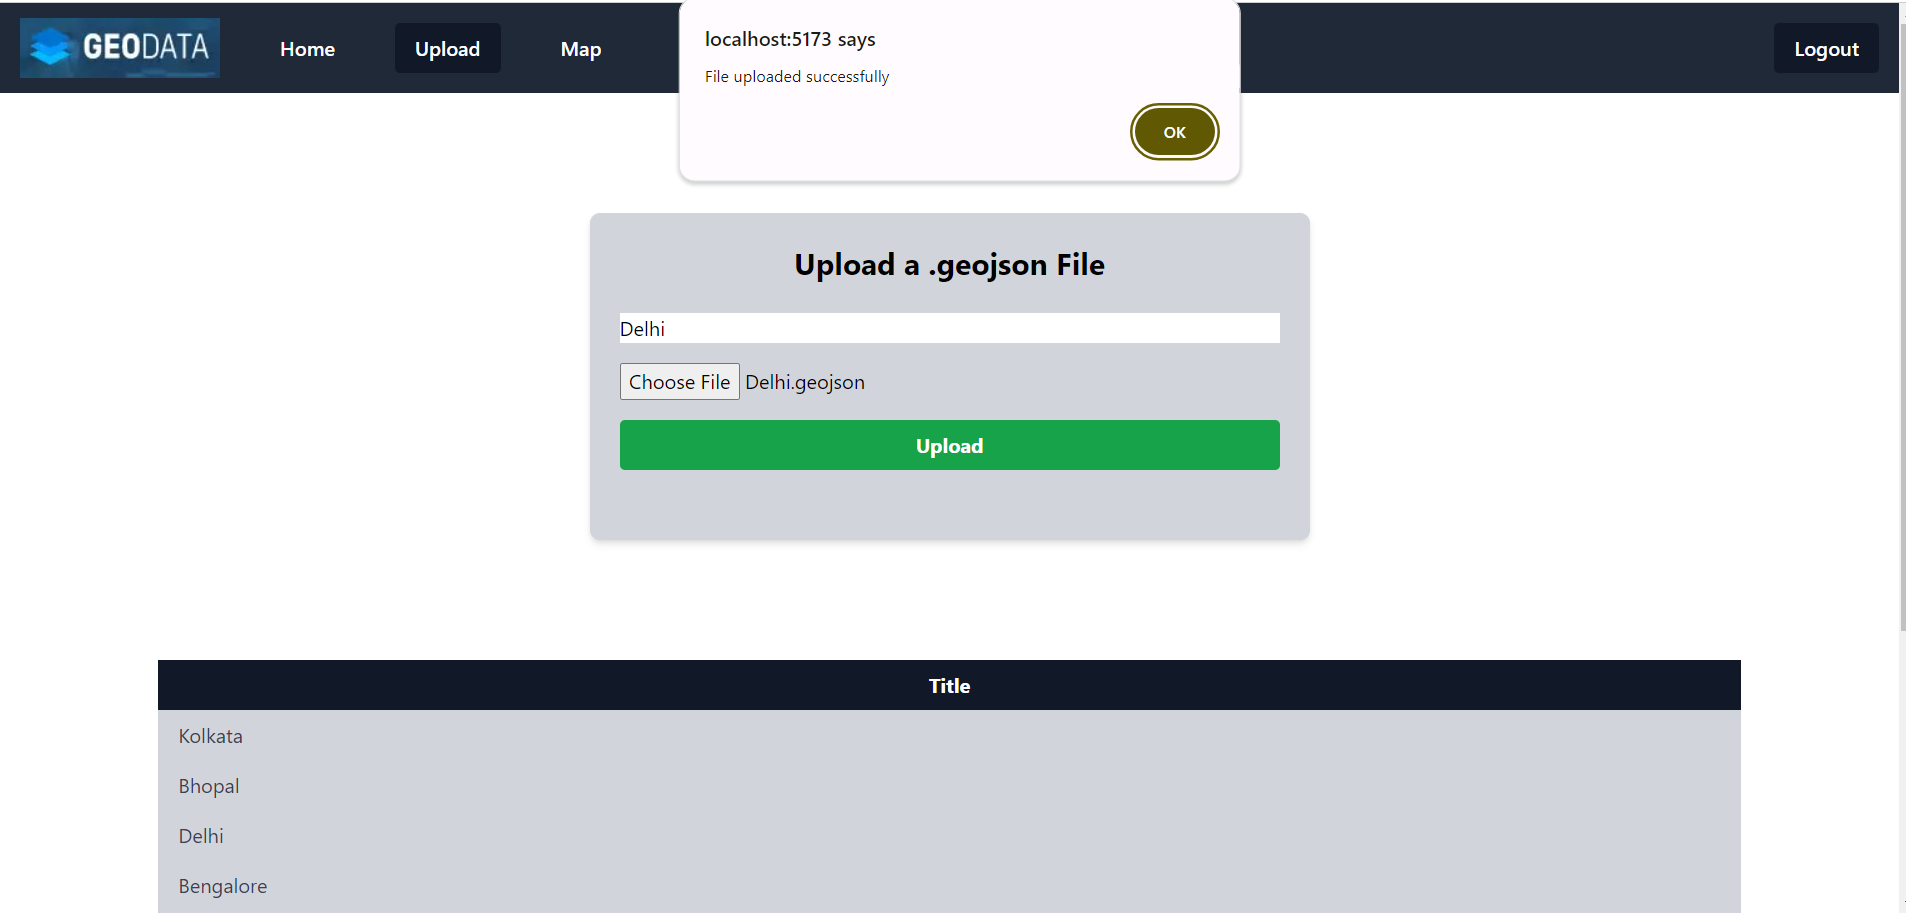 GEODATA
Home
Upload
Map
Logout
localhost:5173 says
File uploaded successfully
OK
Upload a .geojson File
Delhi
Choose File Delhi.geojson
Upload
Title
Kolkata
Bhopal
Delhi
Bengalore